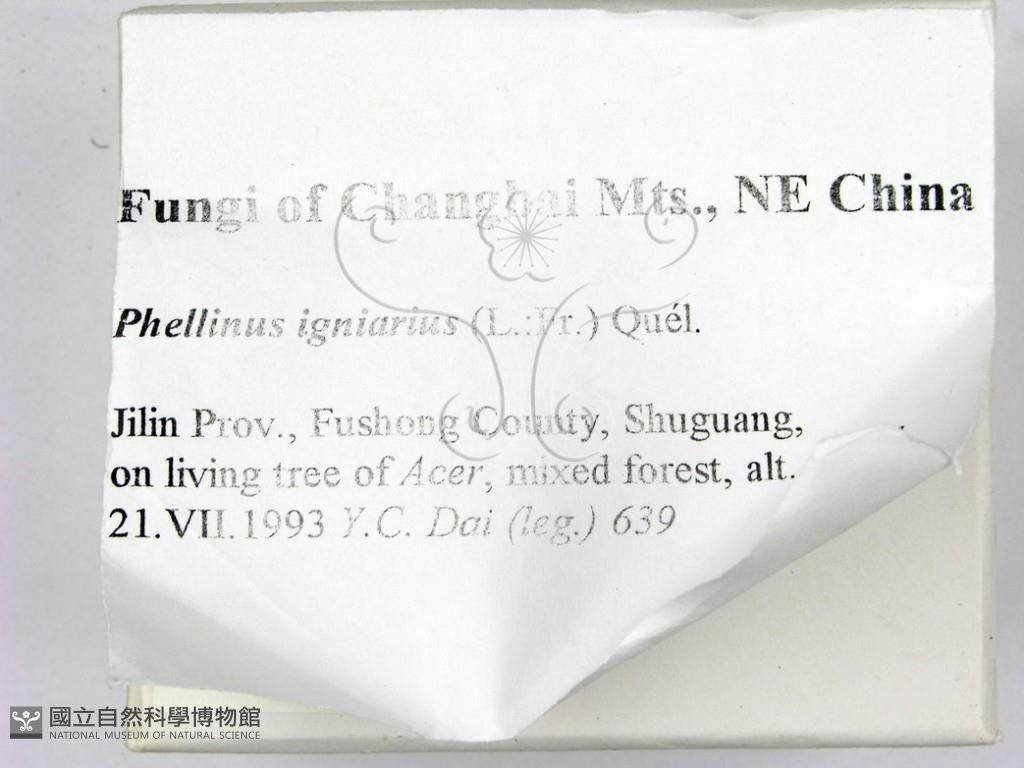 Fungi of Changbai Mts., NE China
Phellinus igniarius (L.:Fr.) Quél.
Jilin Prov., Fushong County, Shuguang,
on living tree of Acer, mixed forest, alt.
21.VII.1993 Y.C. Dai (leg.) 639
國立自然科學博物館
NATIONAL MUSEUM OF NATURAL SCIENCE